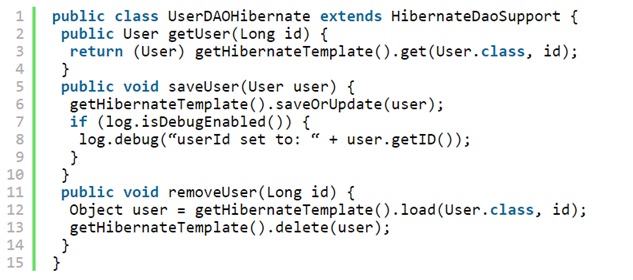 1 public class UserDAOHibernate extends HibernateDaoSupport {
2 public User getUser(Long id) {
3 return (User) getHibernateTemplate().get(User.class, id);
4 }
5 public void saveUser(User user) {
6 getHibernateTemplate().saveOrUpdate(user);
7 if (log.isDebugEnabled()) {
8 log.debug(“userId set to: “ + user.getID());
9 }
10 }
11 public void removeUser(Long id) {
12 Object user = getHibernateTemplate().load(User.class, id);
13 getHibernateTemplate().delete(user);
14 }
15 }